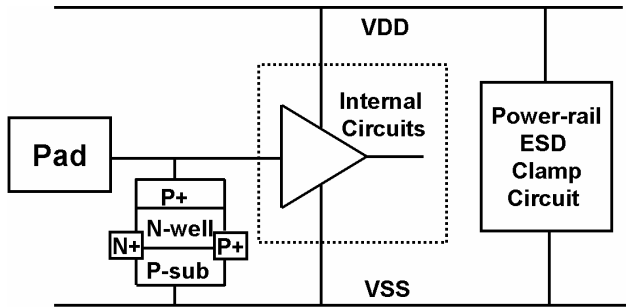 VDD
Internal
Circuits
Power-rail
ESD
Clamp
Circuit
Pad
P+
N-well
N+
P+
P-sub
VSS